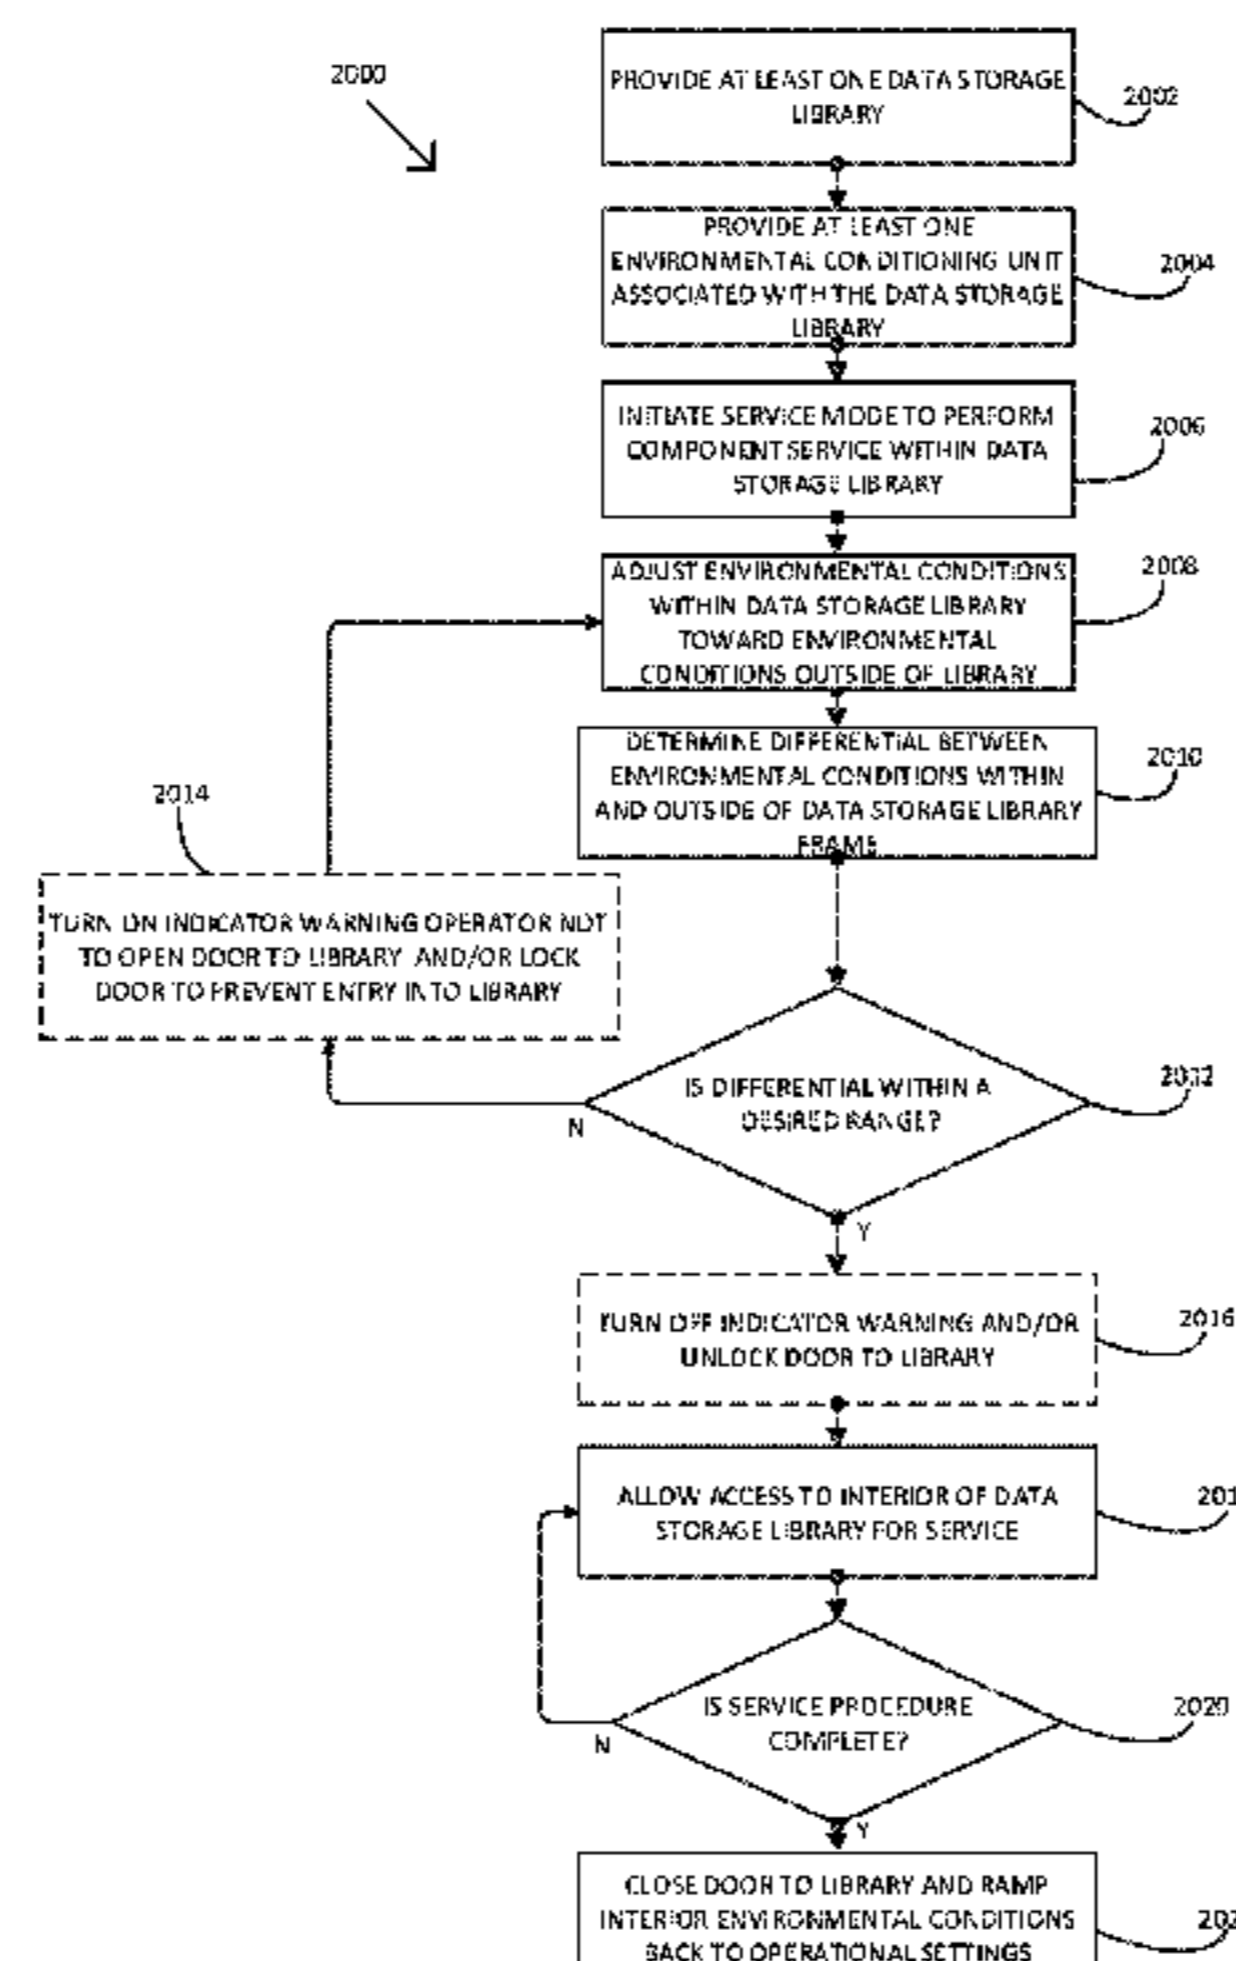 2000
PROVIDE AT LEAST ONE DATA STORAGE
LIBRARY
2002
PROVIDE AT LEAST ONE
ENVIRONMENTAL CONDITIONING UNIT
ASSOCIATED WITH THE DATA STORAGE
LIBRARY
2004
INITIATE SERVICE MODE TO PERFORM
COMPONENT SERVICE WITHIN DATA
STORAGE LIBRARY
2006
ADJUST ENVIRONMENTAL CONDITIONS
WITHIN DATA STORAGE LIBRARY
TOWARD ENVIRONMENTAL
CONDITIONS OUTSIDE OF LIBRARY
2008
DETERMINE DIFFERENTIAL BETWEEN
ENVIRONMENTAL CONDITIONS WITHIN
AND OUTSIDE OF DATA STORAGE LIBRARY
FRAME
2010
2014
TURN ON INDICATOR WARNING OPERATOR NOT
TO OPEN DOOR TO LIBRARY AND/OR LOCK
DOOR TO PREVENT ENTRY INTO LIBRARY
IS DIFFERENTIAL WITHIN A
DESIRED RANGE?
2012
N
Y
TURN OFF INDICATOR WARNING AND/OR
UNLOCK DOOR TO LIBRARY
2016
ALLOW ACCESS TO INTERIOR OF DATA
STORAGE LIBRARY FOR SERVICE
201
IS SERVICE PROCEDURE
COMPLETE?
2020
N
Y
CLOSE DOOR TO LIBRARY AND RAMP
INTERIOR ENVIRONMENTAL CONDITIONS
BACK TO OPERATIONAL SETTINGS
202